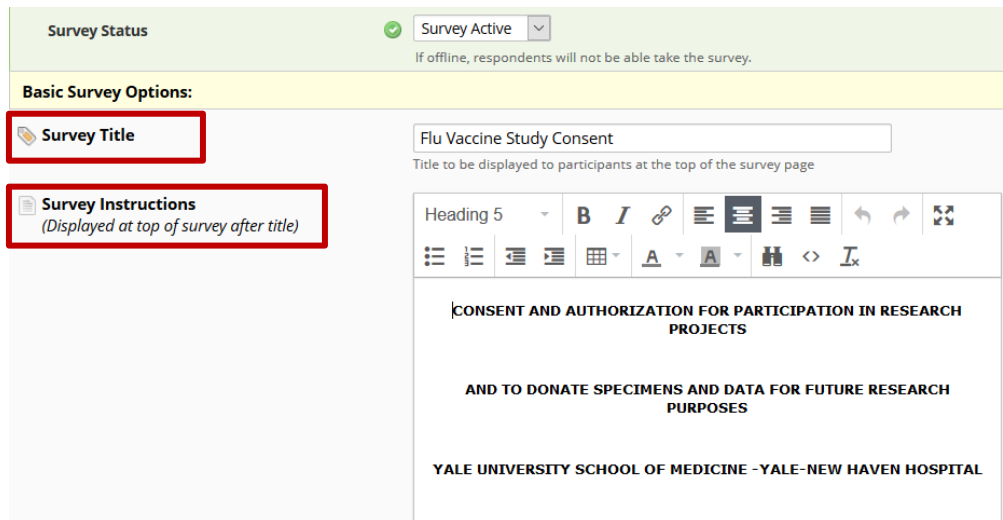 Survey Status
Survey Active
If offline, respondents will not be able take the survey.
Basic Survey Options:
Survey Title
Flu Vaccine Study Consent
Title to be displayed to participants at the top of the survey page
Survey Instructions
(Displayed at top of survey after title)
Heading 5
CONSENT AND AUTHORIZATION FOR PARTICIPATION IN RESEARCH
PROJECTS
AND TO DONATE SPECIMENS AND DATA FOR FUTURE RESEARCH
PURPOSES
YALE UNIVERSITY SCHOOL OF MEDICINE -YALE-NEW HAVEN HOSPITAL